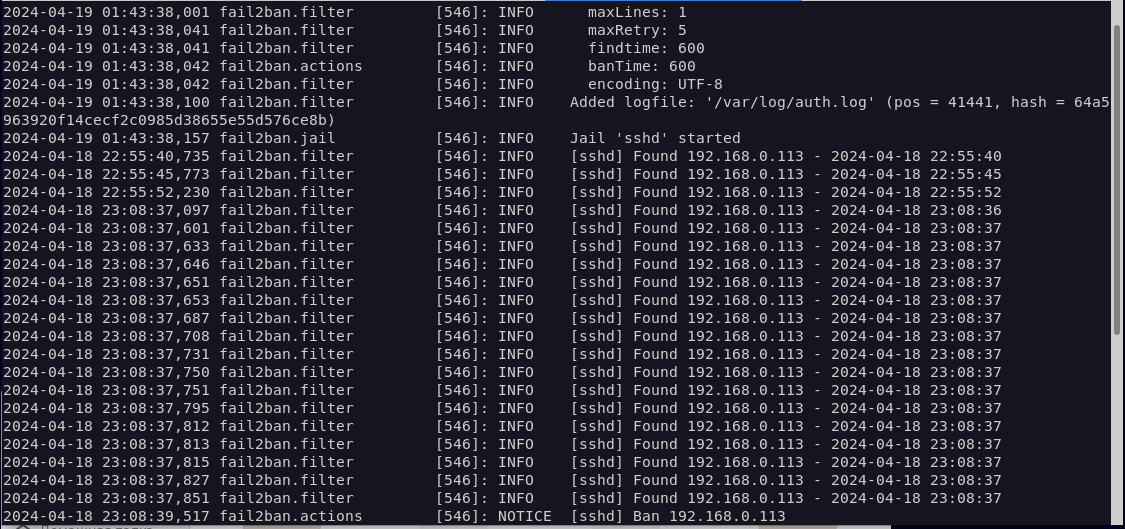 2024-04-19 01:43:38,001 fail2ban.filter         [546]: INFO      maxLines: 1
2024-04-19 01:43:38,041 fail2ban.filter         [546]: INFO      maxRetry: 5
2024-04-19 01:43:38,041 fail2ban.filter         [546]: INFO      findtime: 600
2024-04-19 01:43:38,042 fail2ban.actions        [546]: INFO      banTime: 600
2024-04-19 01:43:38,042 fail2ban.filter         [546]: INFO      encoding: UTF-8
2024-04-19 01:43:38,100 fail2ban.filter         [546]: INFO    Added logfile: '/var/log/auth.log' (pos = 41441, hash = 64a5
963920f14cecf2c0985d38655e55d576ce8b)
2024-04-19 01:43:38,157 fail2ban.jail           [546]: INFO    Jail 'sshd' started
2024-04-18 22:55:40,735 fail2ban.filter         [546]: INFO    [sshd] Found 192.168.0.113 - 2024-04-18 22:55:40
2024-04-18 22:55:45,773 fail2ban.filter         [546]: INFO    [sshd] Found 192.168.0.113 - 2024-04-18 22:55:45
2024-04-18 22:55:52,230 fail2ban.filter         [546]: INFO    [sshd] Found 192.168.0.113 - 2024-04-18 22:55:52
2024-04-18 23:08:37,097 fail2ban.filter         [546]: INFO    [sshd] Found 192.168.0.113 - 2024-04-18 23:08:36
2024-04-18 23:08:37,601 fail2ban.filter         [546]: INFO    [sshd] Found 192.168.0.113 - 2024-04-18 23:08:37
2024-04-18 23:08:37,633 fail2ban.filter         [546]: INFO    [sshd] Found 192.168.0.113 - 2024-04-18 23:08:37
2024-04-18 23:08:37,646 fail2ban.filter         [546]: INFO    [sshd] Found 192.168.0.113 - 2024-04-18 23:08:37
2024-04-18 23:08:37,651 fail2ban.filter         [546]: INFO    [sshd] Found 192.168.0.113 - 2024-04-18 23:08:37
2024-04-18 23:08:37,653 fail2ban.filter         [546]: INFO    [sshd] Found 192.168.0.113 - 2024-04-18 23:08:37
2024-04-18 23:08:37,687 fail2ban.filter         [546]: INFO    [sshd] Found 192.168.0.113 - 2024-04-18 23:08:37
2024-04-18 23:08:37,708 fail2ban.filter         [546]: INFO    [sshd] Found 192.168.0.113 - 2024-04-18 23:08:37
2024-04-18 23:08:37,731 fail2ban.filter         [546]: INFO    [sshd] Found 192.168.0.113 - 2024-04-18 23:08:37
2024-04-18 23:08:37,750 fail2ban.filter         [546]: INFO    [sshd] Found 192.168.0.113 - 2024-04-18 23:08:37
2024-04-18 23:08:37,751 fail2ban.filter         [546]: INFO    [sshd] Found 192.168.0.113 - 2024-04-18 23:08:37
2024-04-18 23:08:37,795 fail2ban.filter         [546]: INFO    [sshd] Found 192.168.0.113 - 2024-04-18 23:08:37
2024-04-18 23:08:37,812 fail2ban.filter         [546]: INFO    [sshd] Found 192.168.0.113 - 2024-04-18 23:08:37
2024-04-18 23:08:37,813 fail2ban.filter         [546]: INFO    [sshd] Found 192.168.0.113 - 2024-04-18 23:08:37
2024-04-18 23:08:37,815 fail2ban.filter         [546]: INFO    [sshd] Found 192.168.0.113 - 2024-04-18 23:08:37
2024-04-18 23:08:37,827 fail2ban.filter         [546]: INFO    [sshd] Found 192.168.0.113 - 2024-04-18 23:08:37
2024-04-18 23:08:37,851 fail2ban.filter         [546]: INFO    [sshd] Found 192.168.0.113 - 2024-04-18 23:08:37
2024-04-18 23:08:39,517 fail2ban.actions        [546]: NOTICE  [sshd] Ban 192.168.0.113